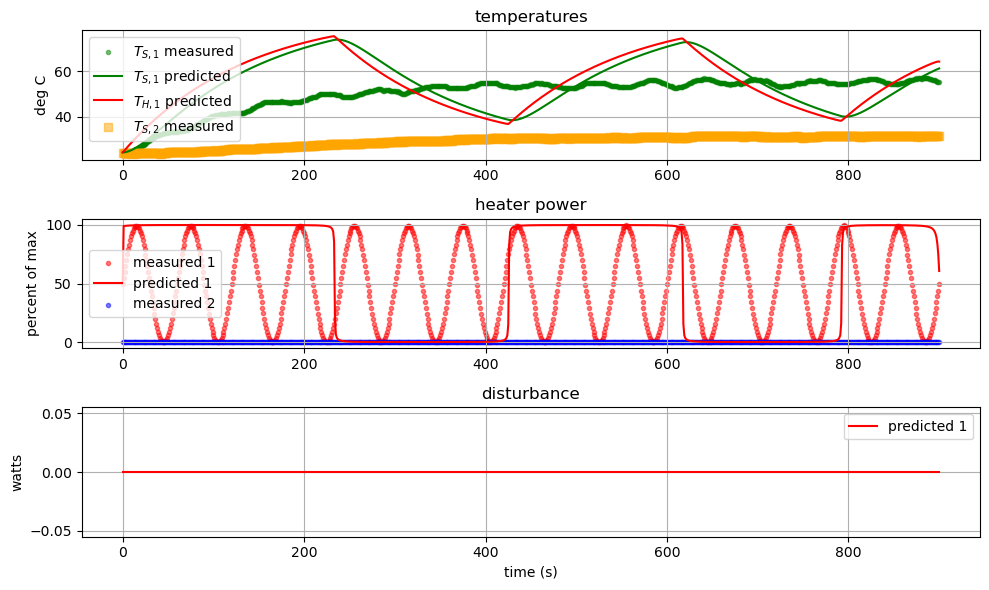 temperatures
deg C
60
40
T_{S,1} measured
T_{S,1} predicted
T_{H,1} predicted
T_{S,2} measured
0 200 400 600 800
heater power
percent of max
100
50
0
measured 1
predicted 1
measured 2
0 200 400 600 800
disturbance
watts
0.05
0.00
−0.05
predicted 1
0 200 400 600 800
time (s)